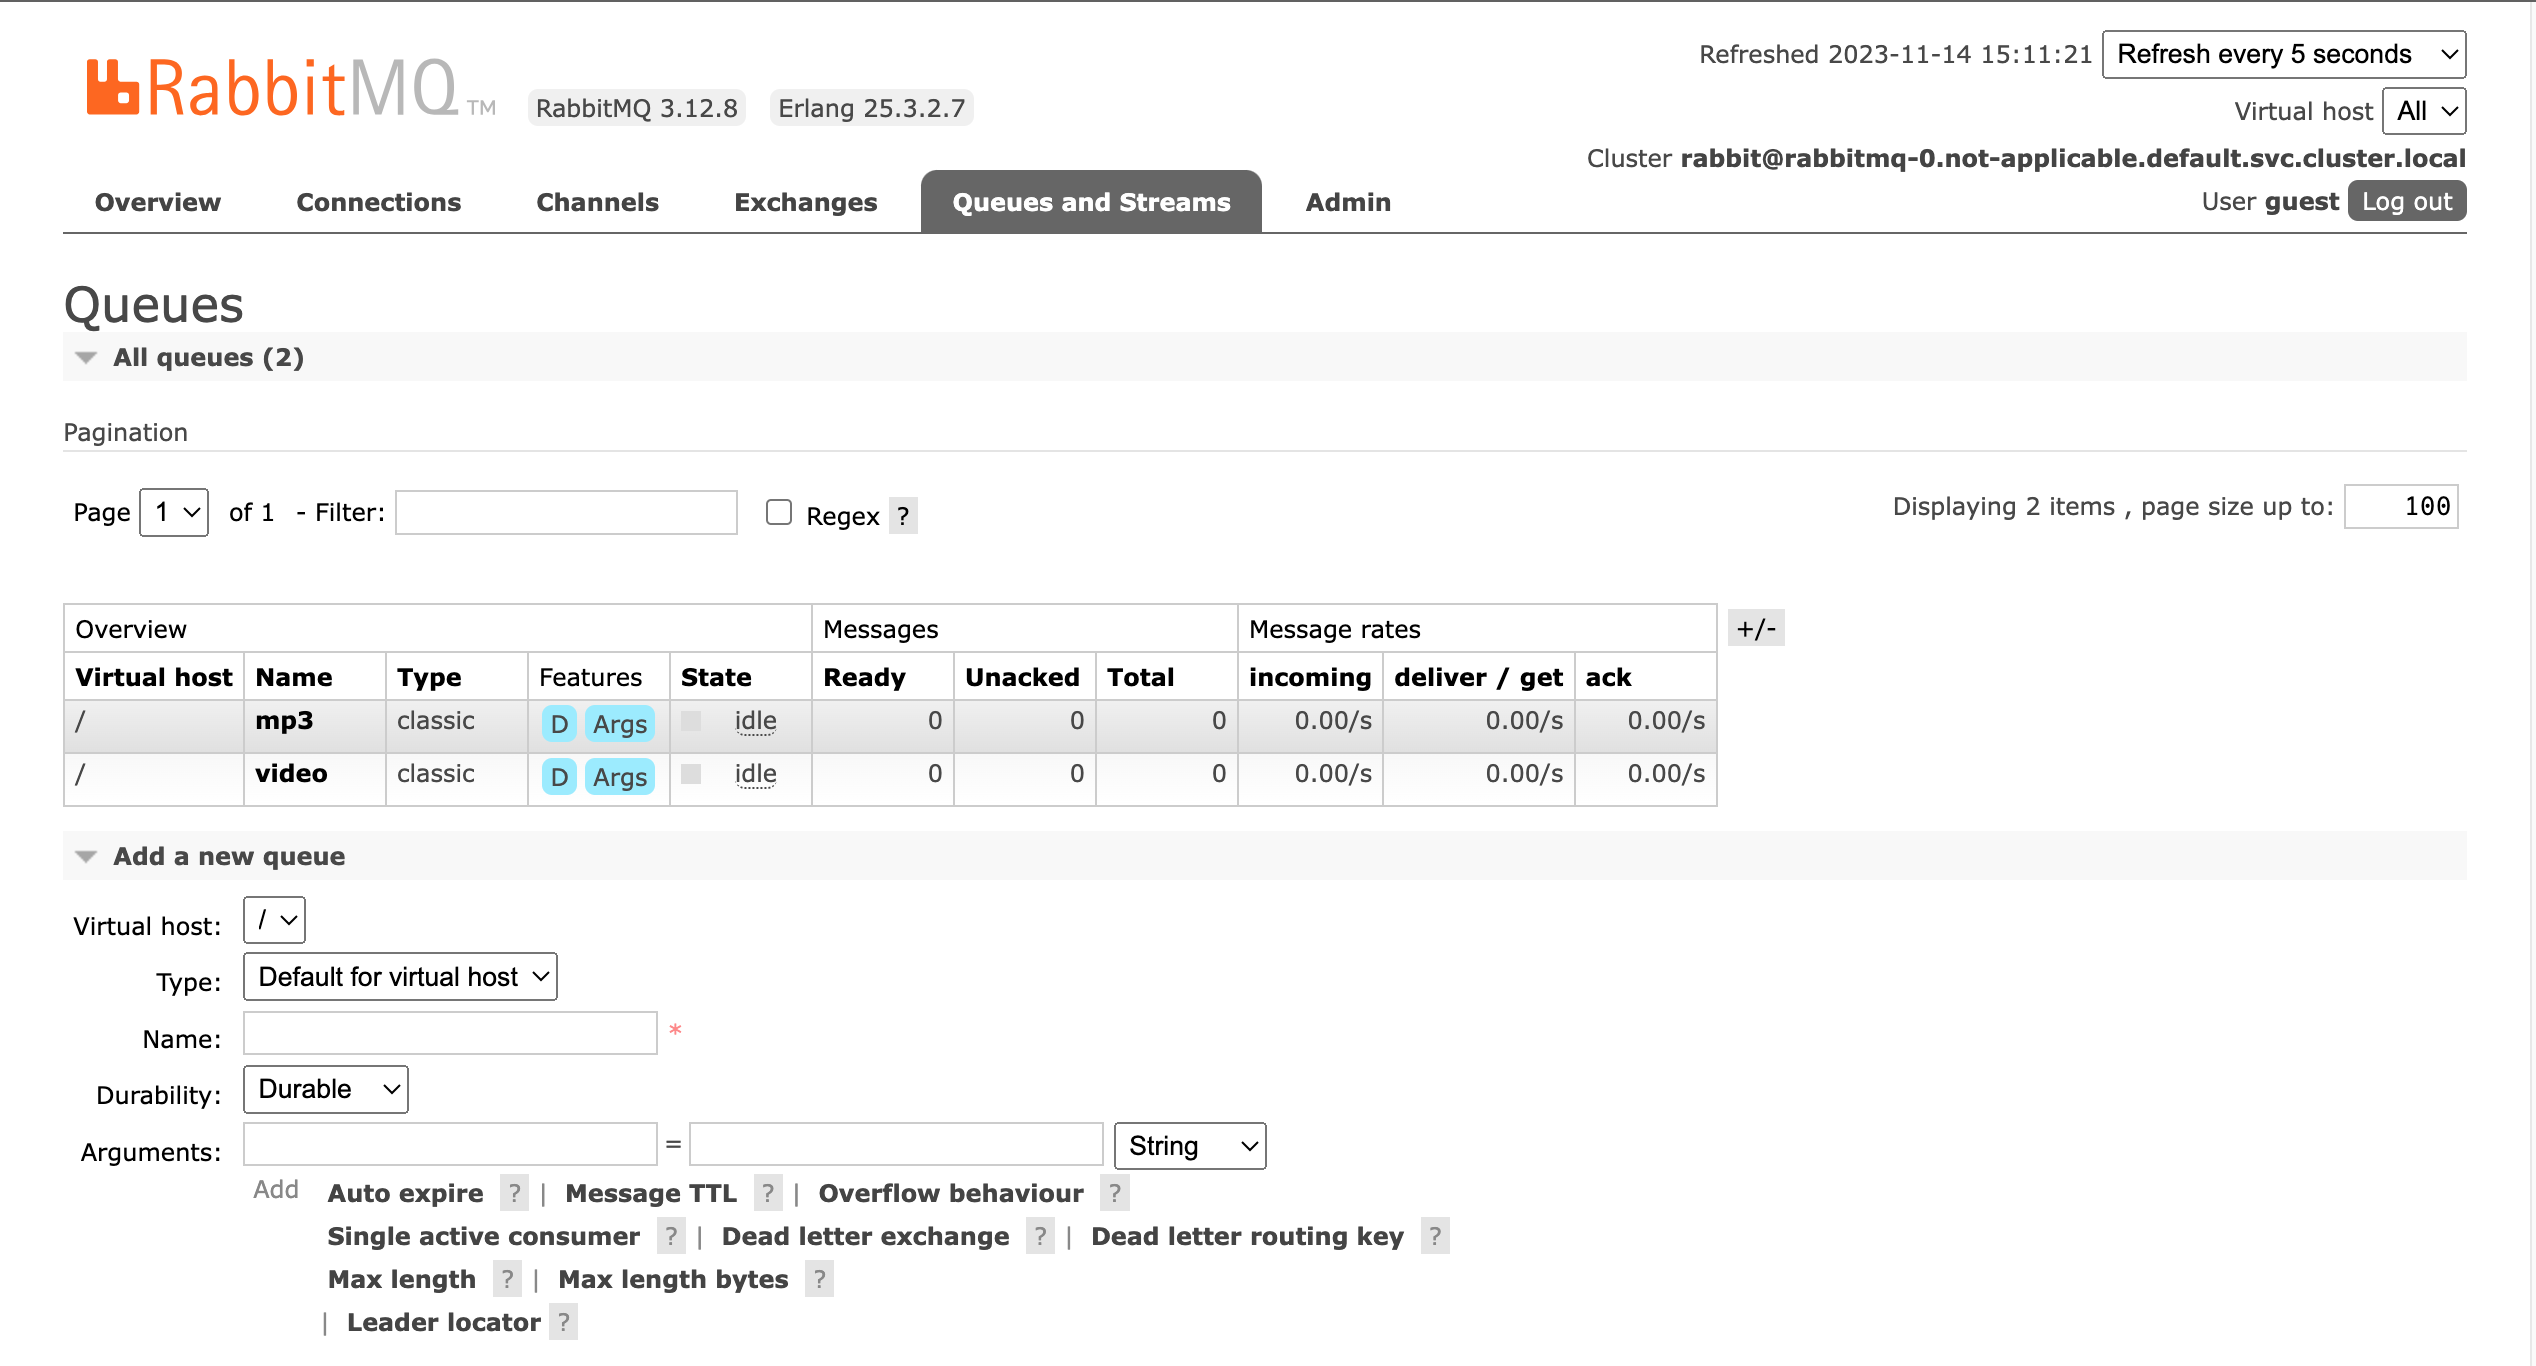 Refreshed 2023-11-14 15:11:21 Refresh every 5 seconds
RabbitMQ TM RabbitMQ 3.12.8 Erlang 25.3.2.7
Virtual host All
Cluster rabbit@rabbitmq-0.not-applicable.default.svc.cluster.local
User guest Log out
Overview Connections Channels Exchanges Queues and Streams Admin
Queues
All queues (2)
Pagination
Page 1 of 1 - Filter: Regex ? Displaying 2 items , page size up to: 100
Overview Messages Message rates +/-
Virtual host Name Type Features State Ready Unacked Total incoming deliver / get ack
/ mp3 classic D Args idle 0 0 0 0.00/s 0.00/s 0.00/s
/ video classic D Args idle 0 0 0 0.00/s 0.00/s 0.00/s
Add a new queue
Virtual host: /
Type: Default for virtual host
Name: *
Durability: Durable
Arguments: = String
Add Auto expire ? | Message TTL ? | Overflow behaviour ?
Single active consumer ? | Dead letter exchange ? | Dead letter routing key ?
Max length ? | Max length bytes ?
| Leader locator ?